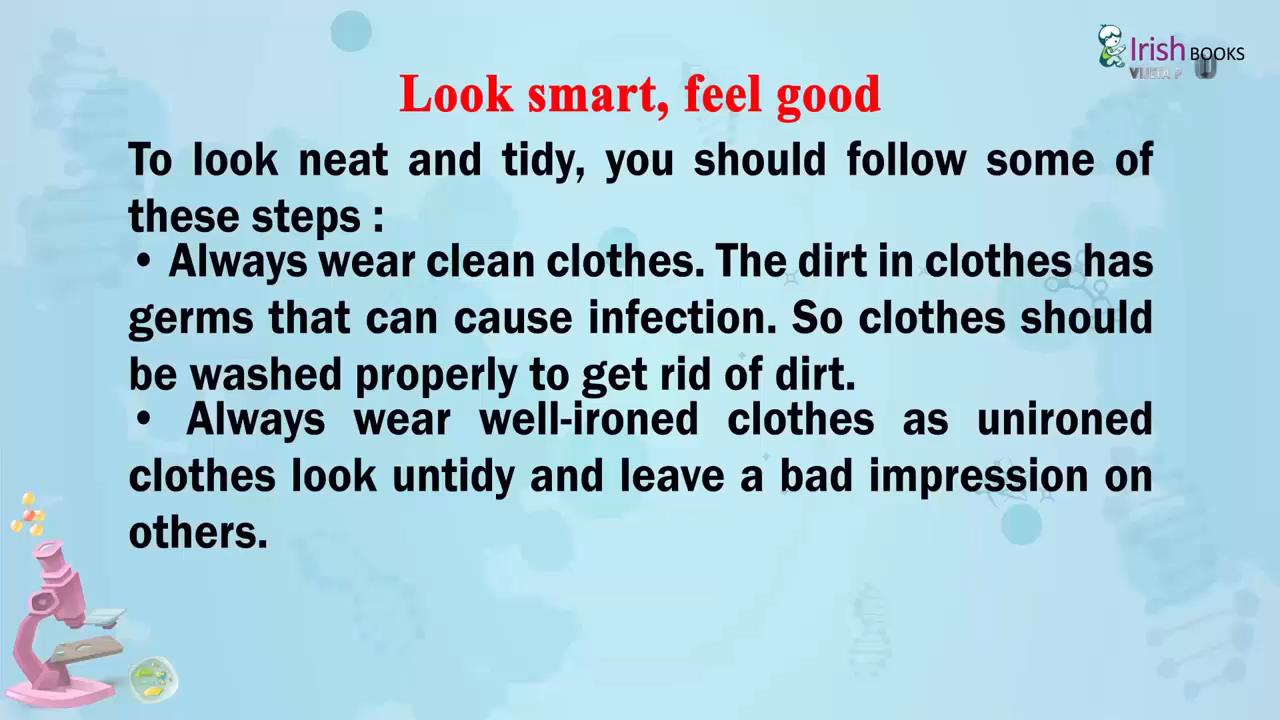 Irish BOOKS
Look smart, feel good
To look neat and tidy, you should follow some of
these steps :
• Always wear clean clothes. The dirt in clothes has
germs that can cause infection. So clothes should
be washed properly to get rid of dirt.
• Always wear well-ironed clothes as unironed
clothes look untidy and leave a bad impression on
others.